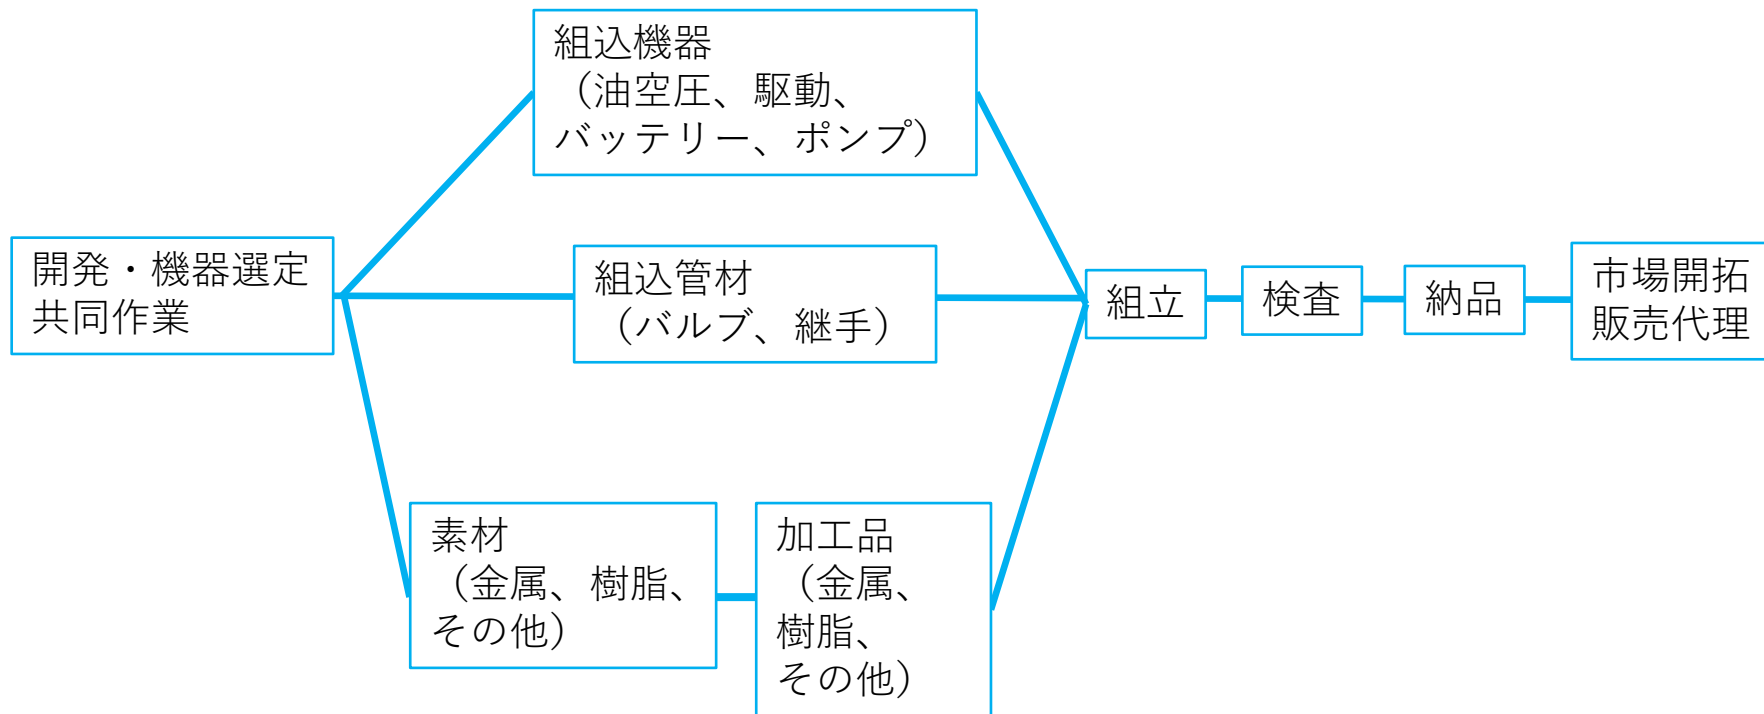 組込機器
（油空圧、駆動、
バッテリー、ポンプ）
開発・機器選定
共同作業
組込管材
（バルブ、継手）
組立
検査
納品
市場開拓
販売代理
素材
（金属、樹脂、
その他）
加工品
（金属、
樹脂、
その他）